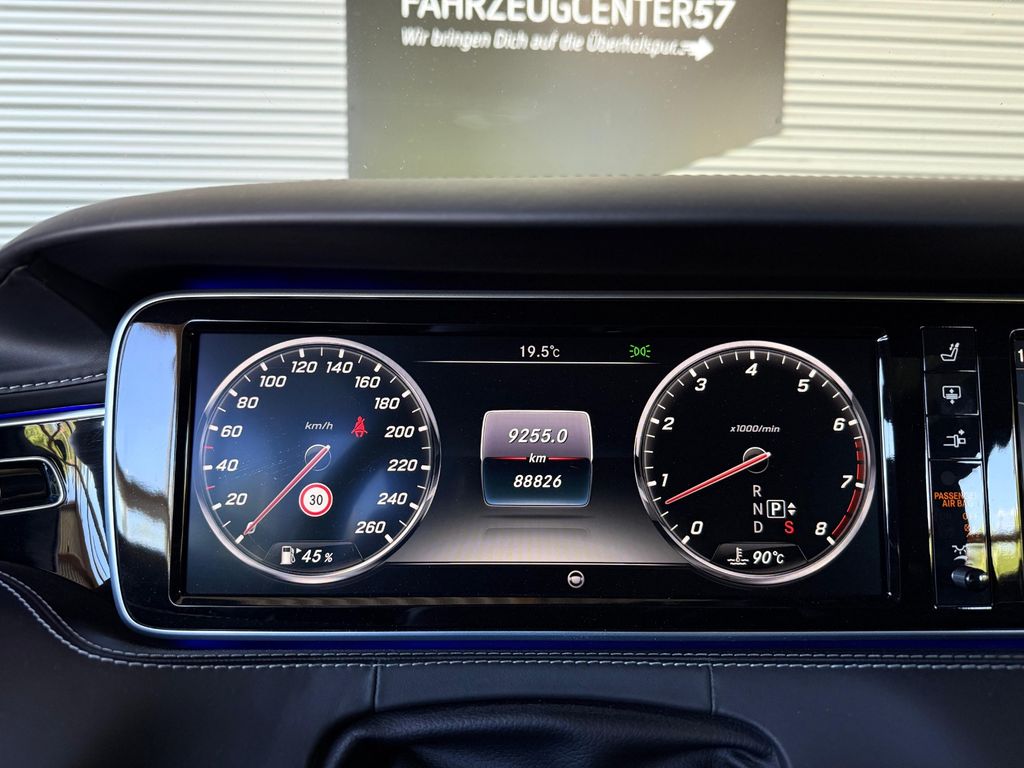 FAHRZEUGCENTER57
Wir bringen Dich auf die Überholspur...
19.5°c
20
40
60
80
100
120
140
160
180
200
220
240
260
km/h
30
45 %
9255.0
km
88826
0
1
2
3
4
5
6
7
8
x1000/min
R
N P
D S
90°c
PASSENGER
AIR BAG